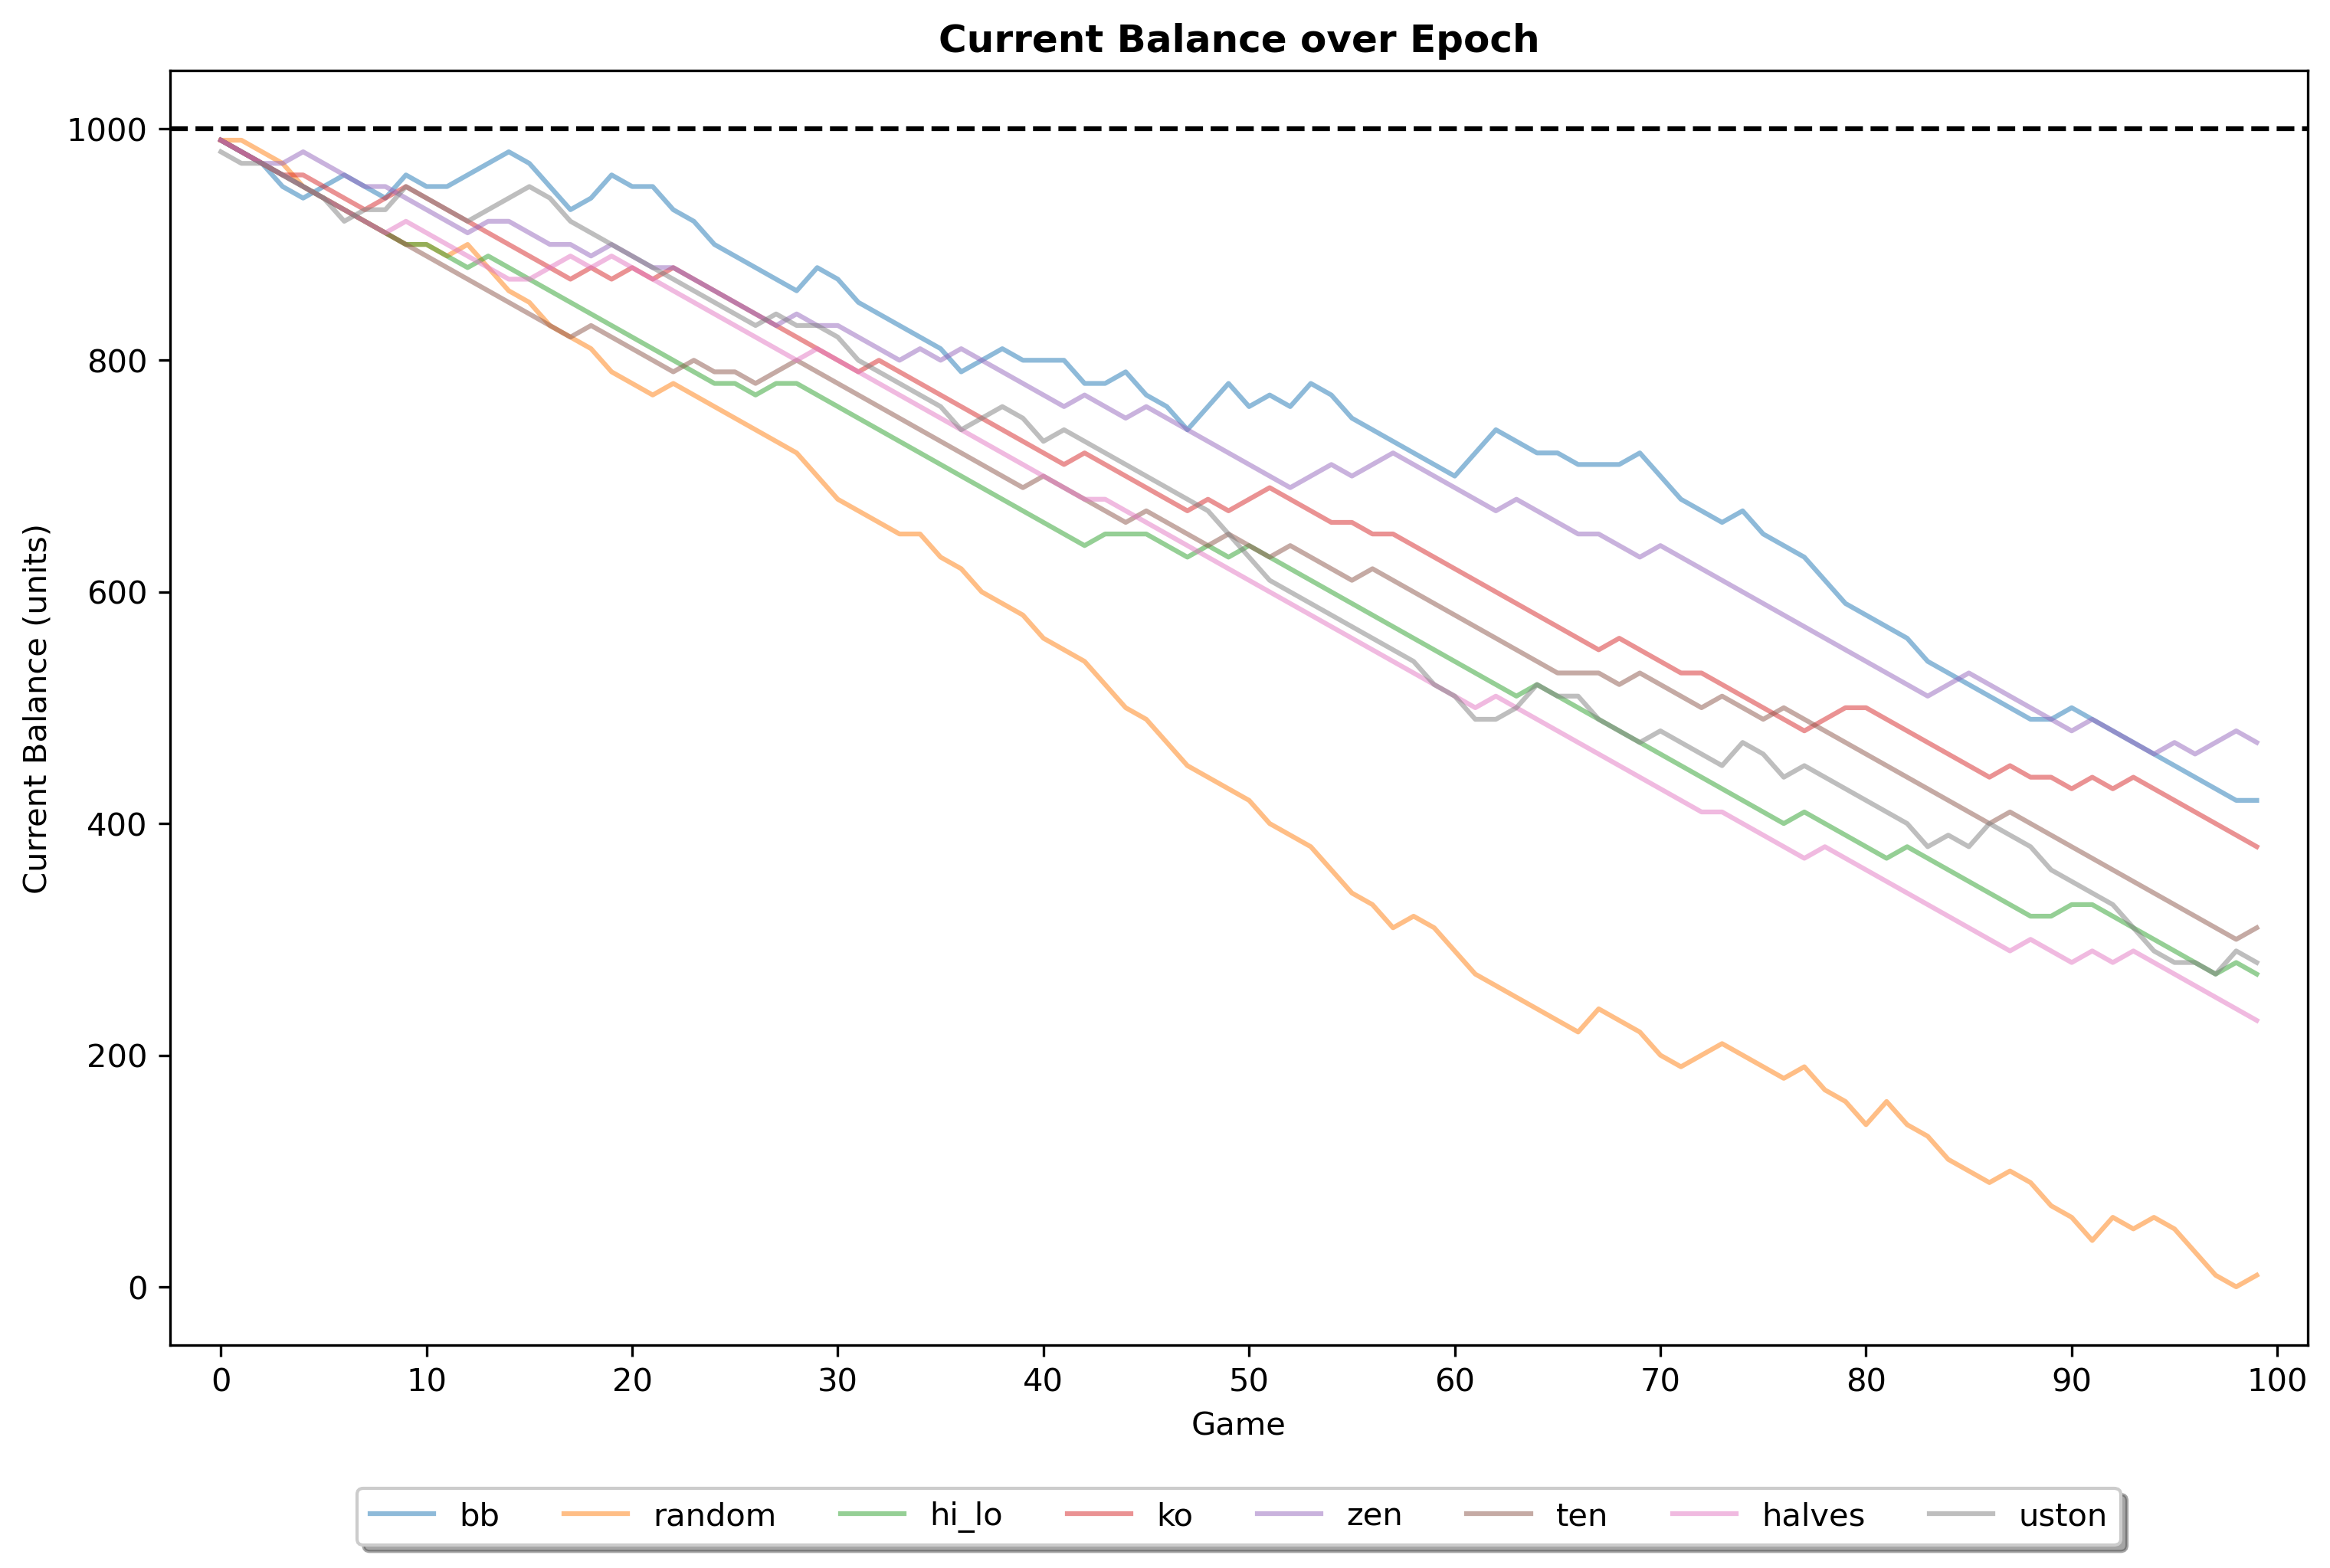 Current Balance over Epoch
1000
800
600
400
200
0
Current Balance (units)
0 10 20 30 40 50 60 70 80 90 100
Game
bb random hi_lo ko zen ten halves uston